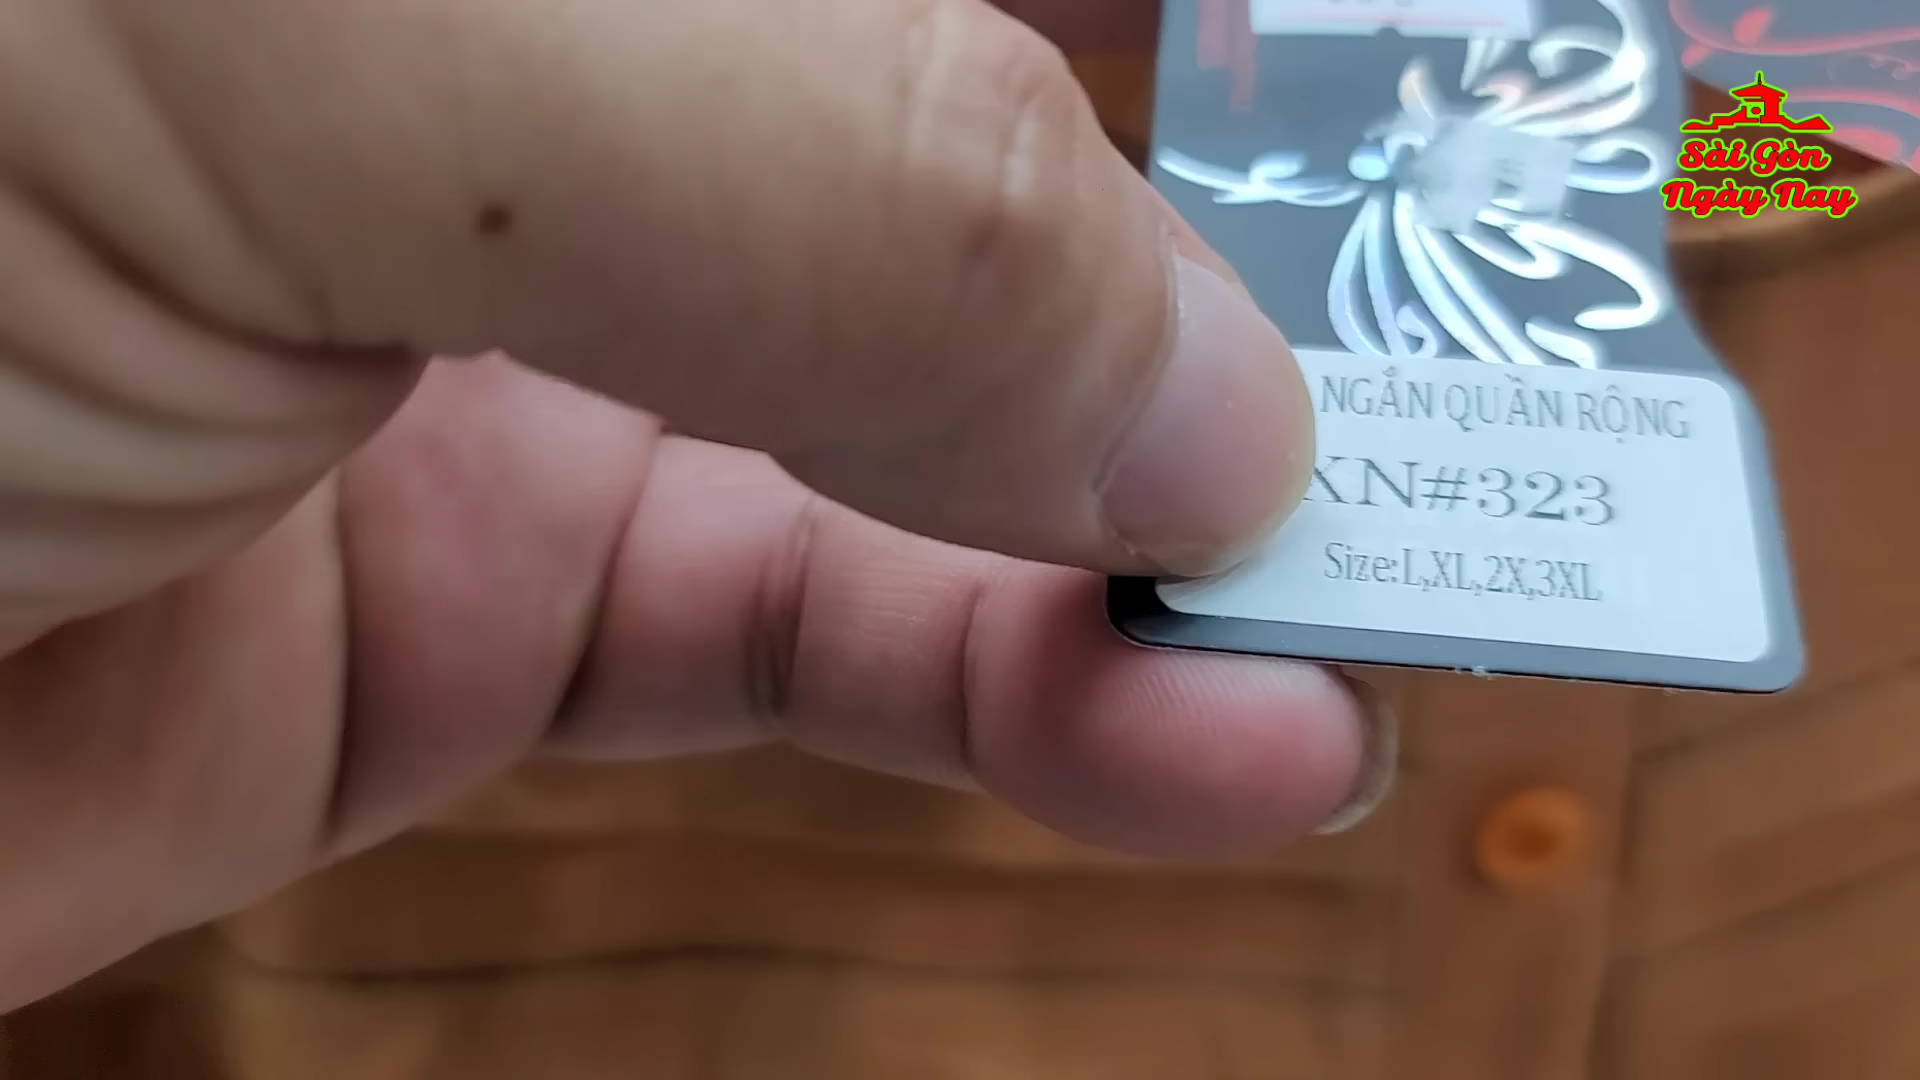 Sài Gòn
Ngày Nay
NGẮN QUẦN RỘNG
XN#323
Size:L,XL,2X,3XL